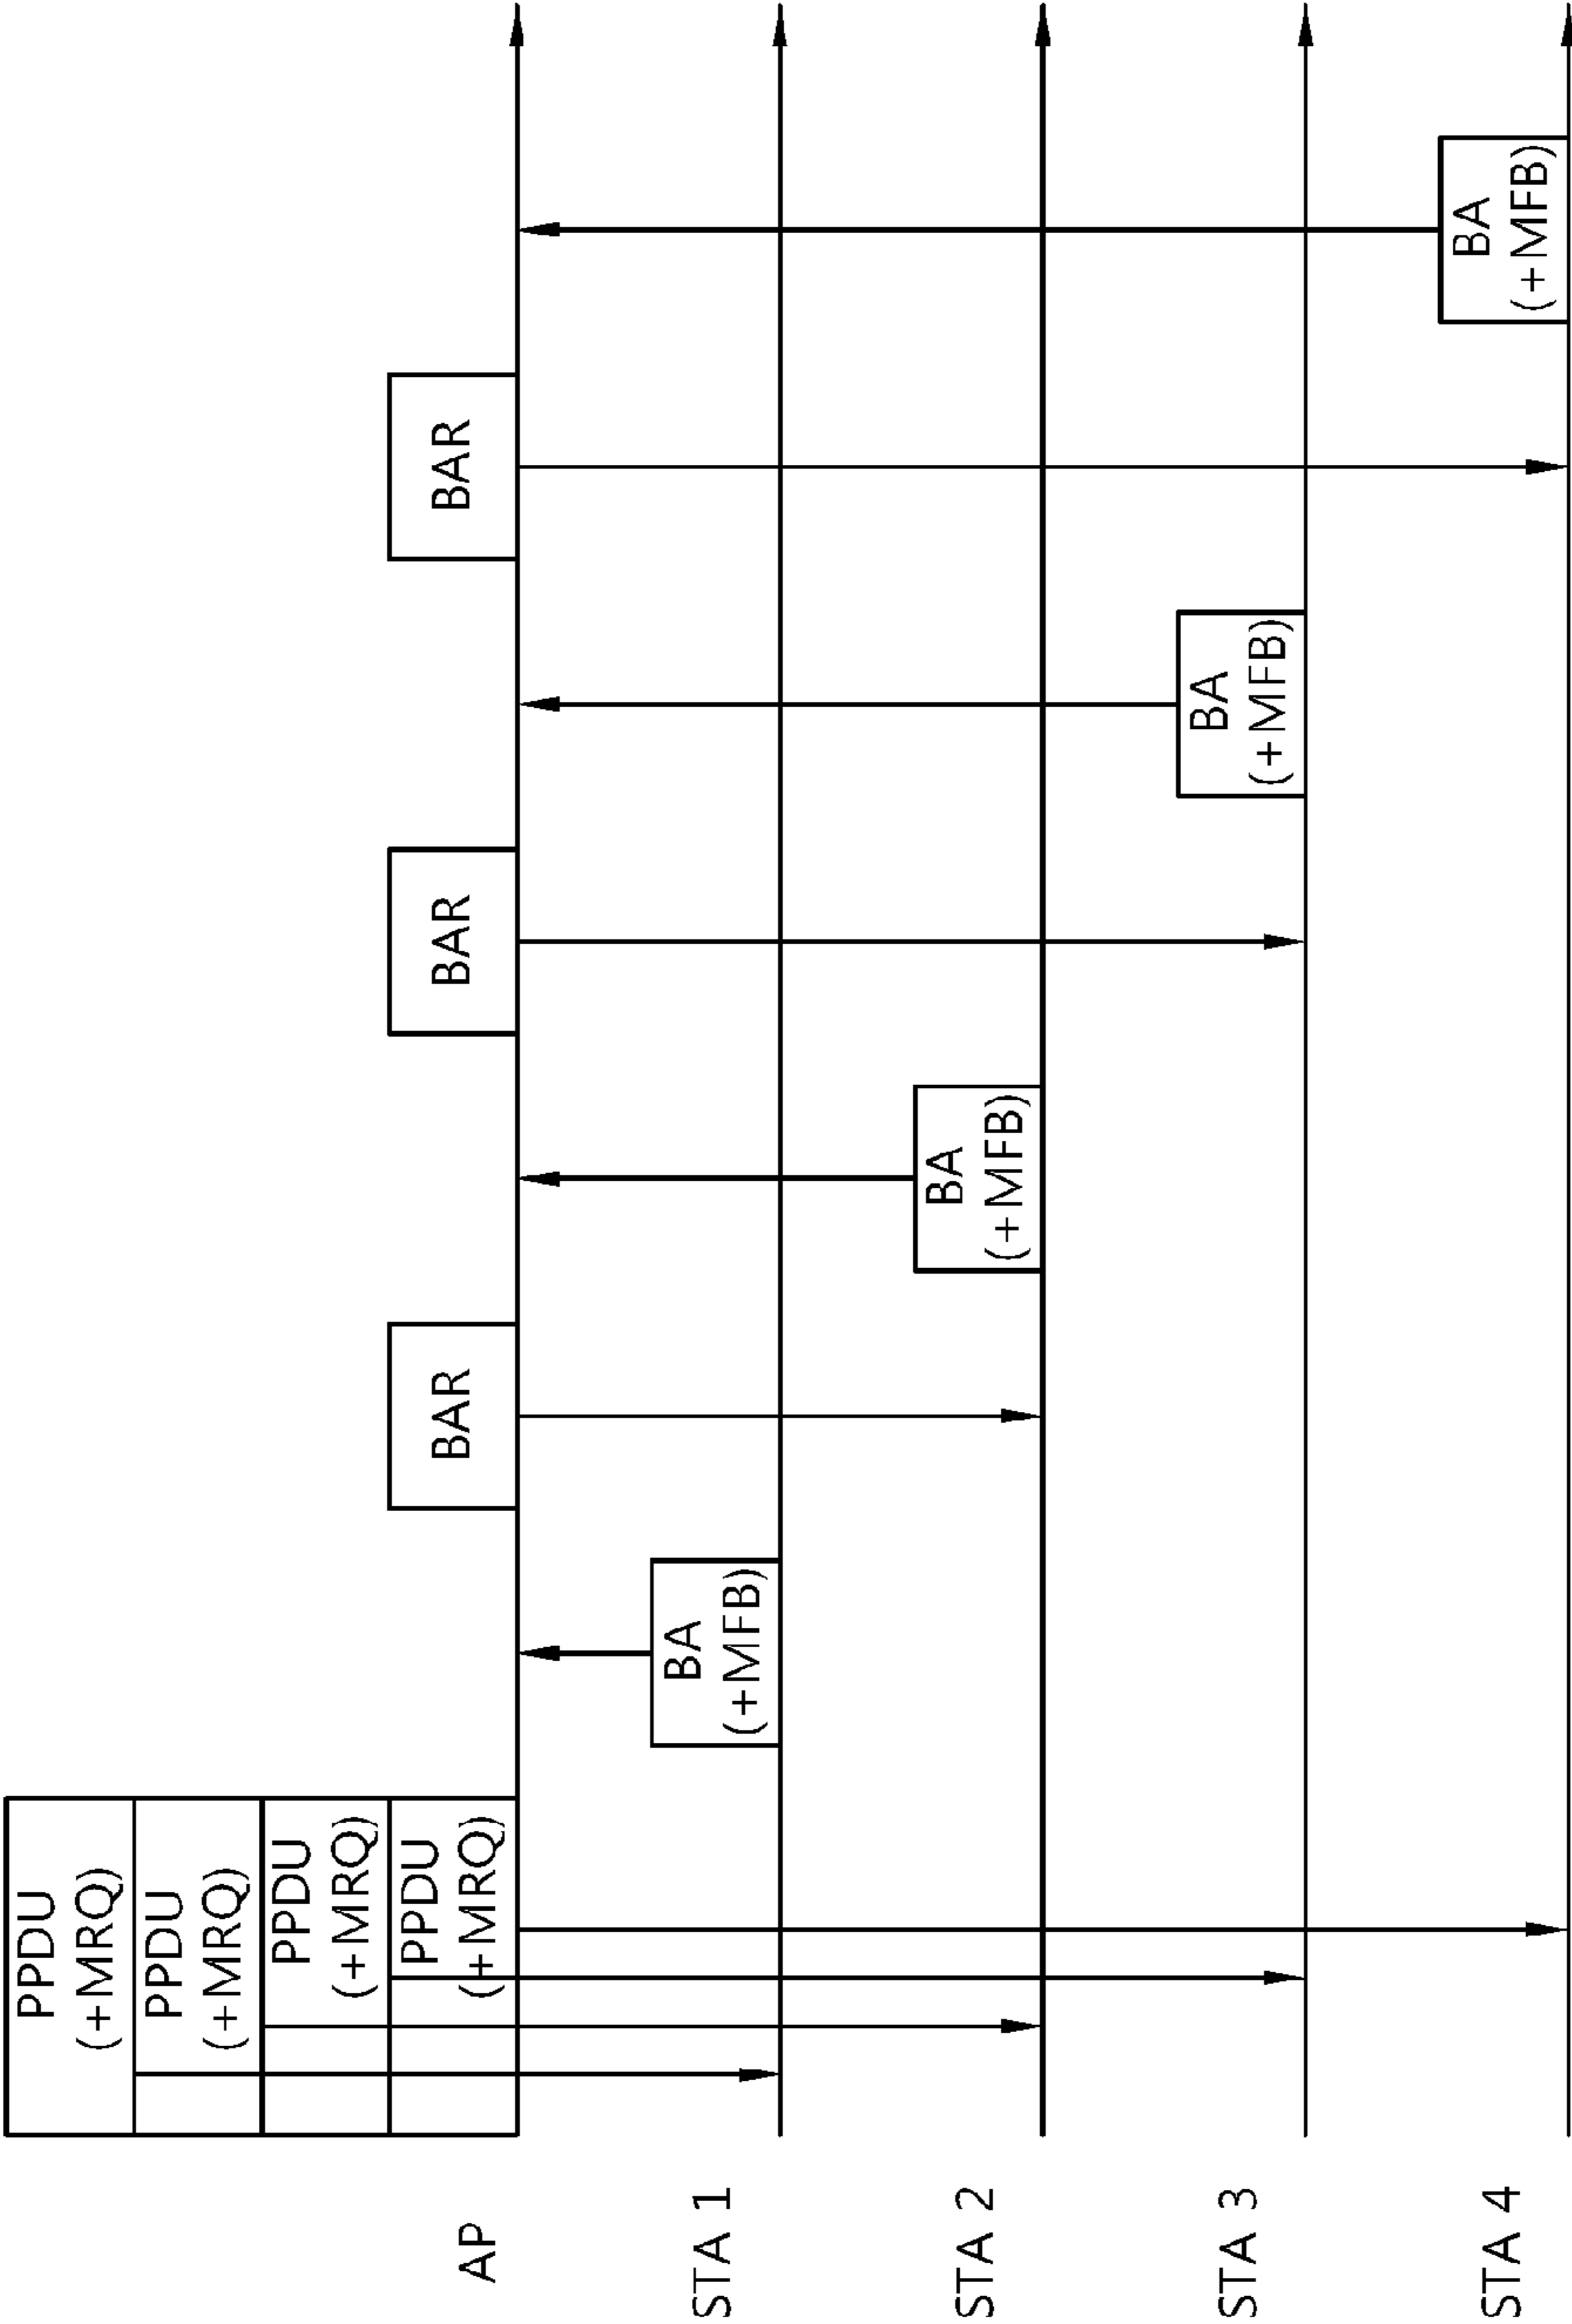 PPDU
(+MRQ)
PPDU
(+MRQ)
PPDU
(+MRQ)
PPDU
(+MRQ)
BAR
BAR
BAR
AP
BA
(+MFB)
STA 1
BA
(+MFB)
STA 2
BA
(+MFB)
STA 3
BA
(+MFB)
STA 4